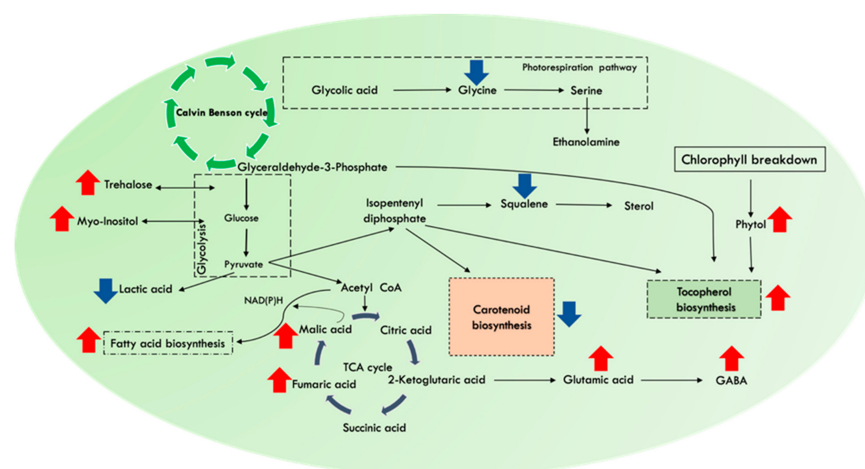 Photorespiration pathway
Glycolic acid
Glycine
Serine
Calvin Benson cycle
Ethanolamine
Chlorophyll breakdown
Glyceraldehyde-3-Phosphate
Trehalose
Myo-Inositol
Glycolysis
Glucose
Pyruvate
Isopentenyl
diphosphate
Squalene
Sterol
Phytol
Lactic acid
NAD(P)H
Acetyl CoA
Tocopherol
biosynthesis
Carotenoid
biosynthesis
Fatty acid biosynthesis
Malic acid
Citric acid
TCA cycle
Fumaric acid
2-Ketoglutaric acid
Glutamic acid
GABA
Succinic acid